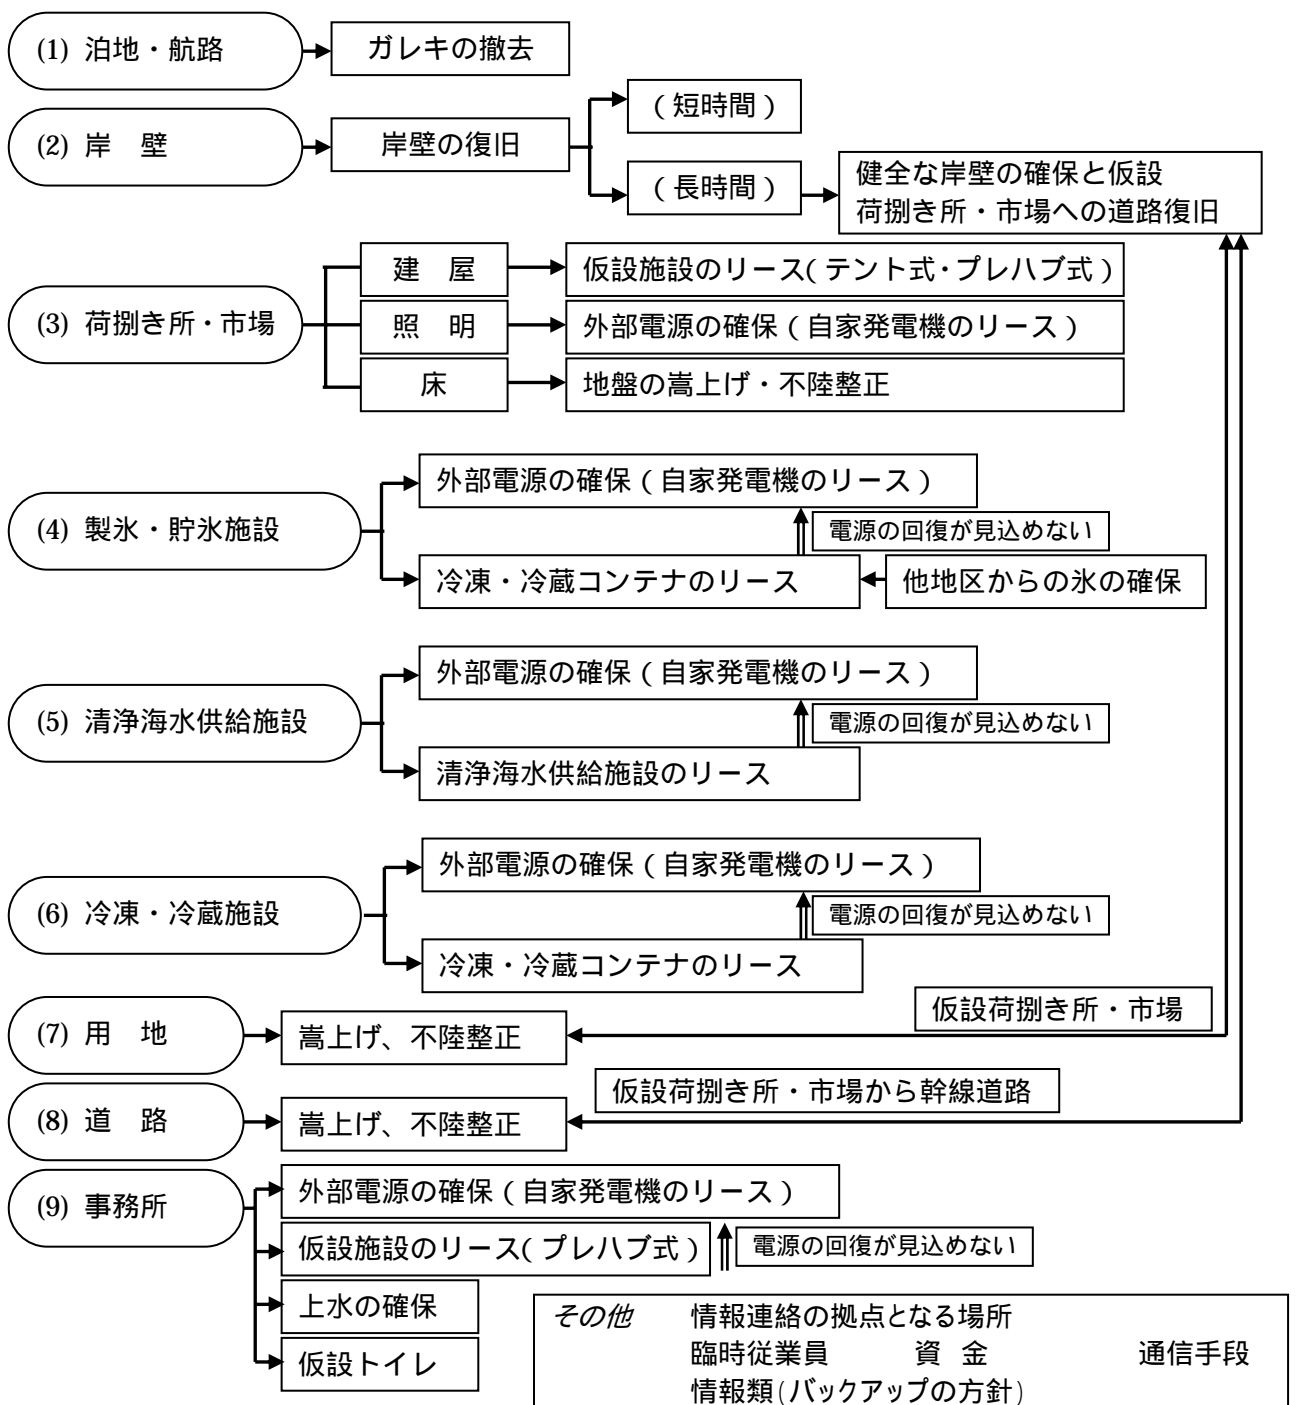 (1) 泊地・航路
ガレキの撤去
(2) 岸　壁
岸壁の復旧
(短時間)
(長時間)
健全な岸壁の確保と仮設
荷捌き所・市場への道路復旧
(3) 荷捌き所・市場
建　屋
仮設施設のリース(テント式・プレハブ式)
照　明
外部電源の確保(自家発電機のリース)
床
地盤の嵩上げ・不陸整正
(4) 製氷・貯氷施設
外部電源の確保(自家発電機のリース)
電源の回復が見込めない
冷凍・冷蔵コンテナのリース
他地区からの氷の確保
(5) 清浄海水供給施設
外部電源の確保(自家発電機のリース)
電源の回復が見込めない
清浄海水供給施設のリース
(6) 冷凍・冷蔵施設
外部電源の確保(自家発電機のリース)
電源の回復が見込めない
冷凍・冷蔵コンテナのリース
仮設荷捌き所・市場
(7) 用　地
嵩上げ、不陸整正
仮設荷捌き所・市場から幹線道路
(8) 道　路
嵩上げ、不陸整正
(9) 事務所
外部電源の確保(自家発電機のリース)
仮設施設のリース(プレハブ式)
電源の回復が見込めない
上水の確保
仮設トイレ
その他　情報連絡の拠点となる場所
臨時従業員　資 金　通信手段
情報類(バックアップの方針)